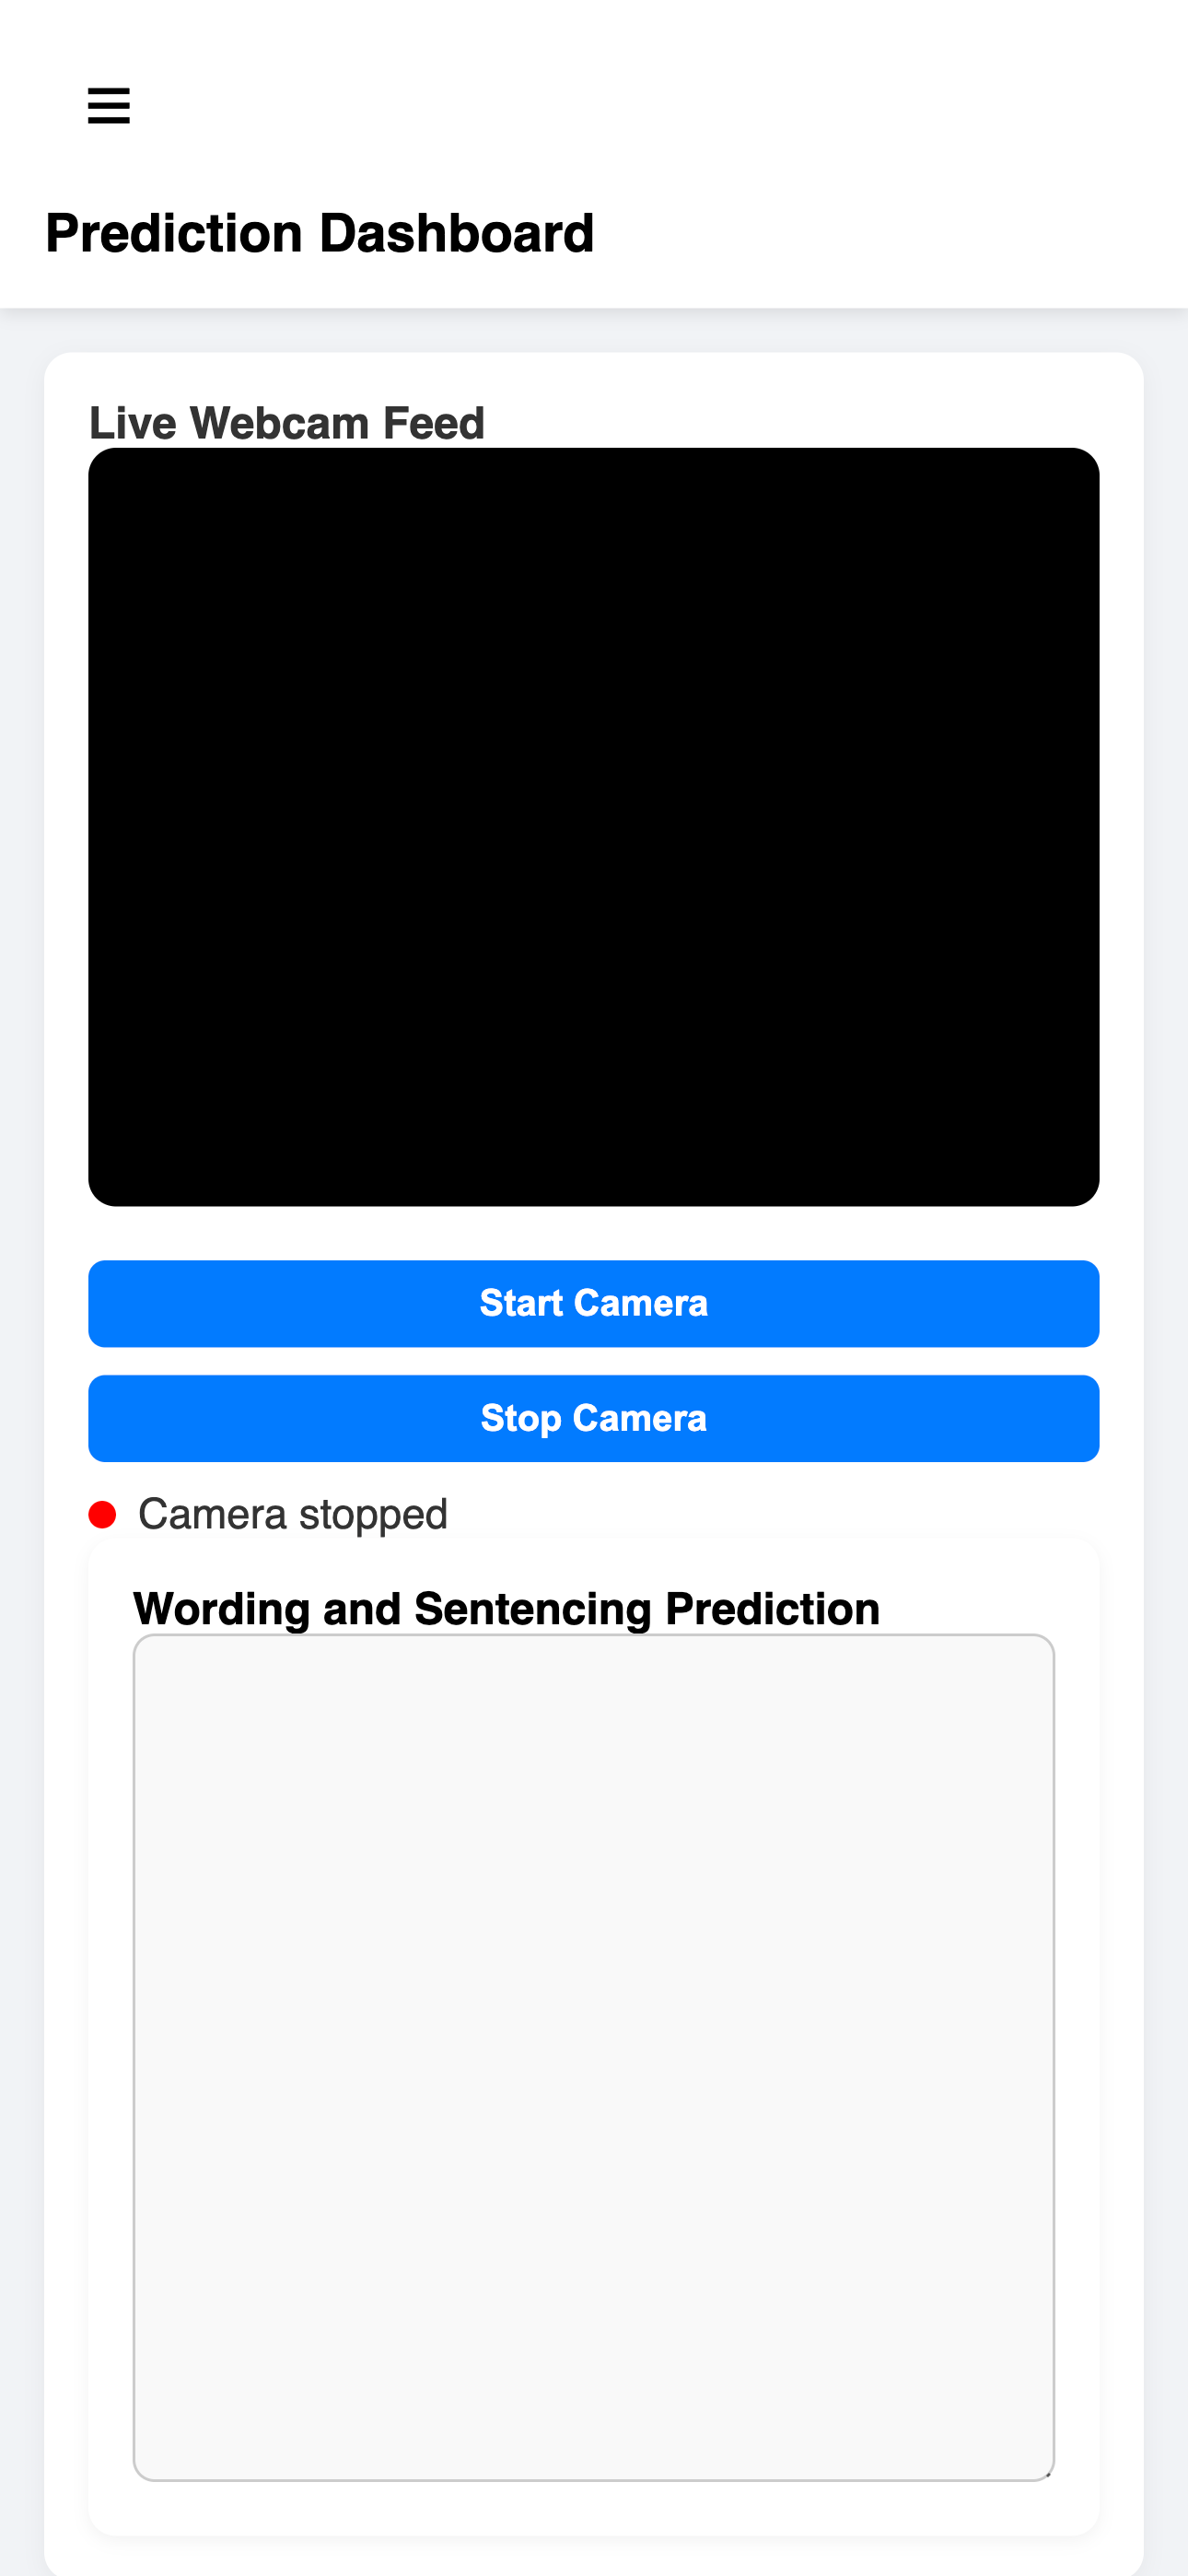 Prediction Dashboard
Live Webcam Feed
Start Camera
Stop Camera
Camera stopped
Wording and Sentencing Prediction